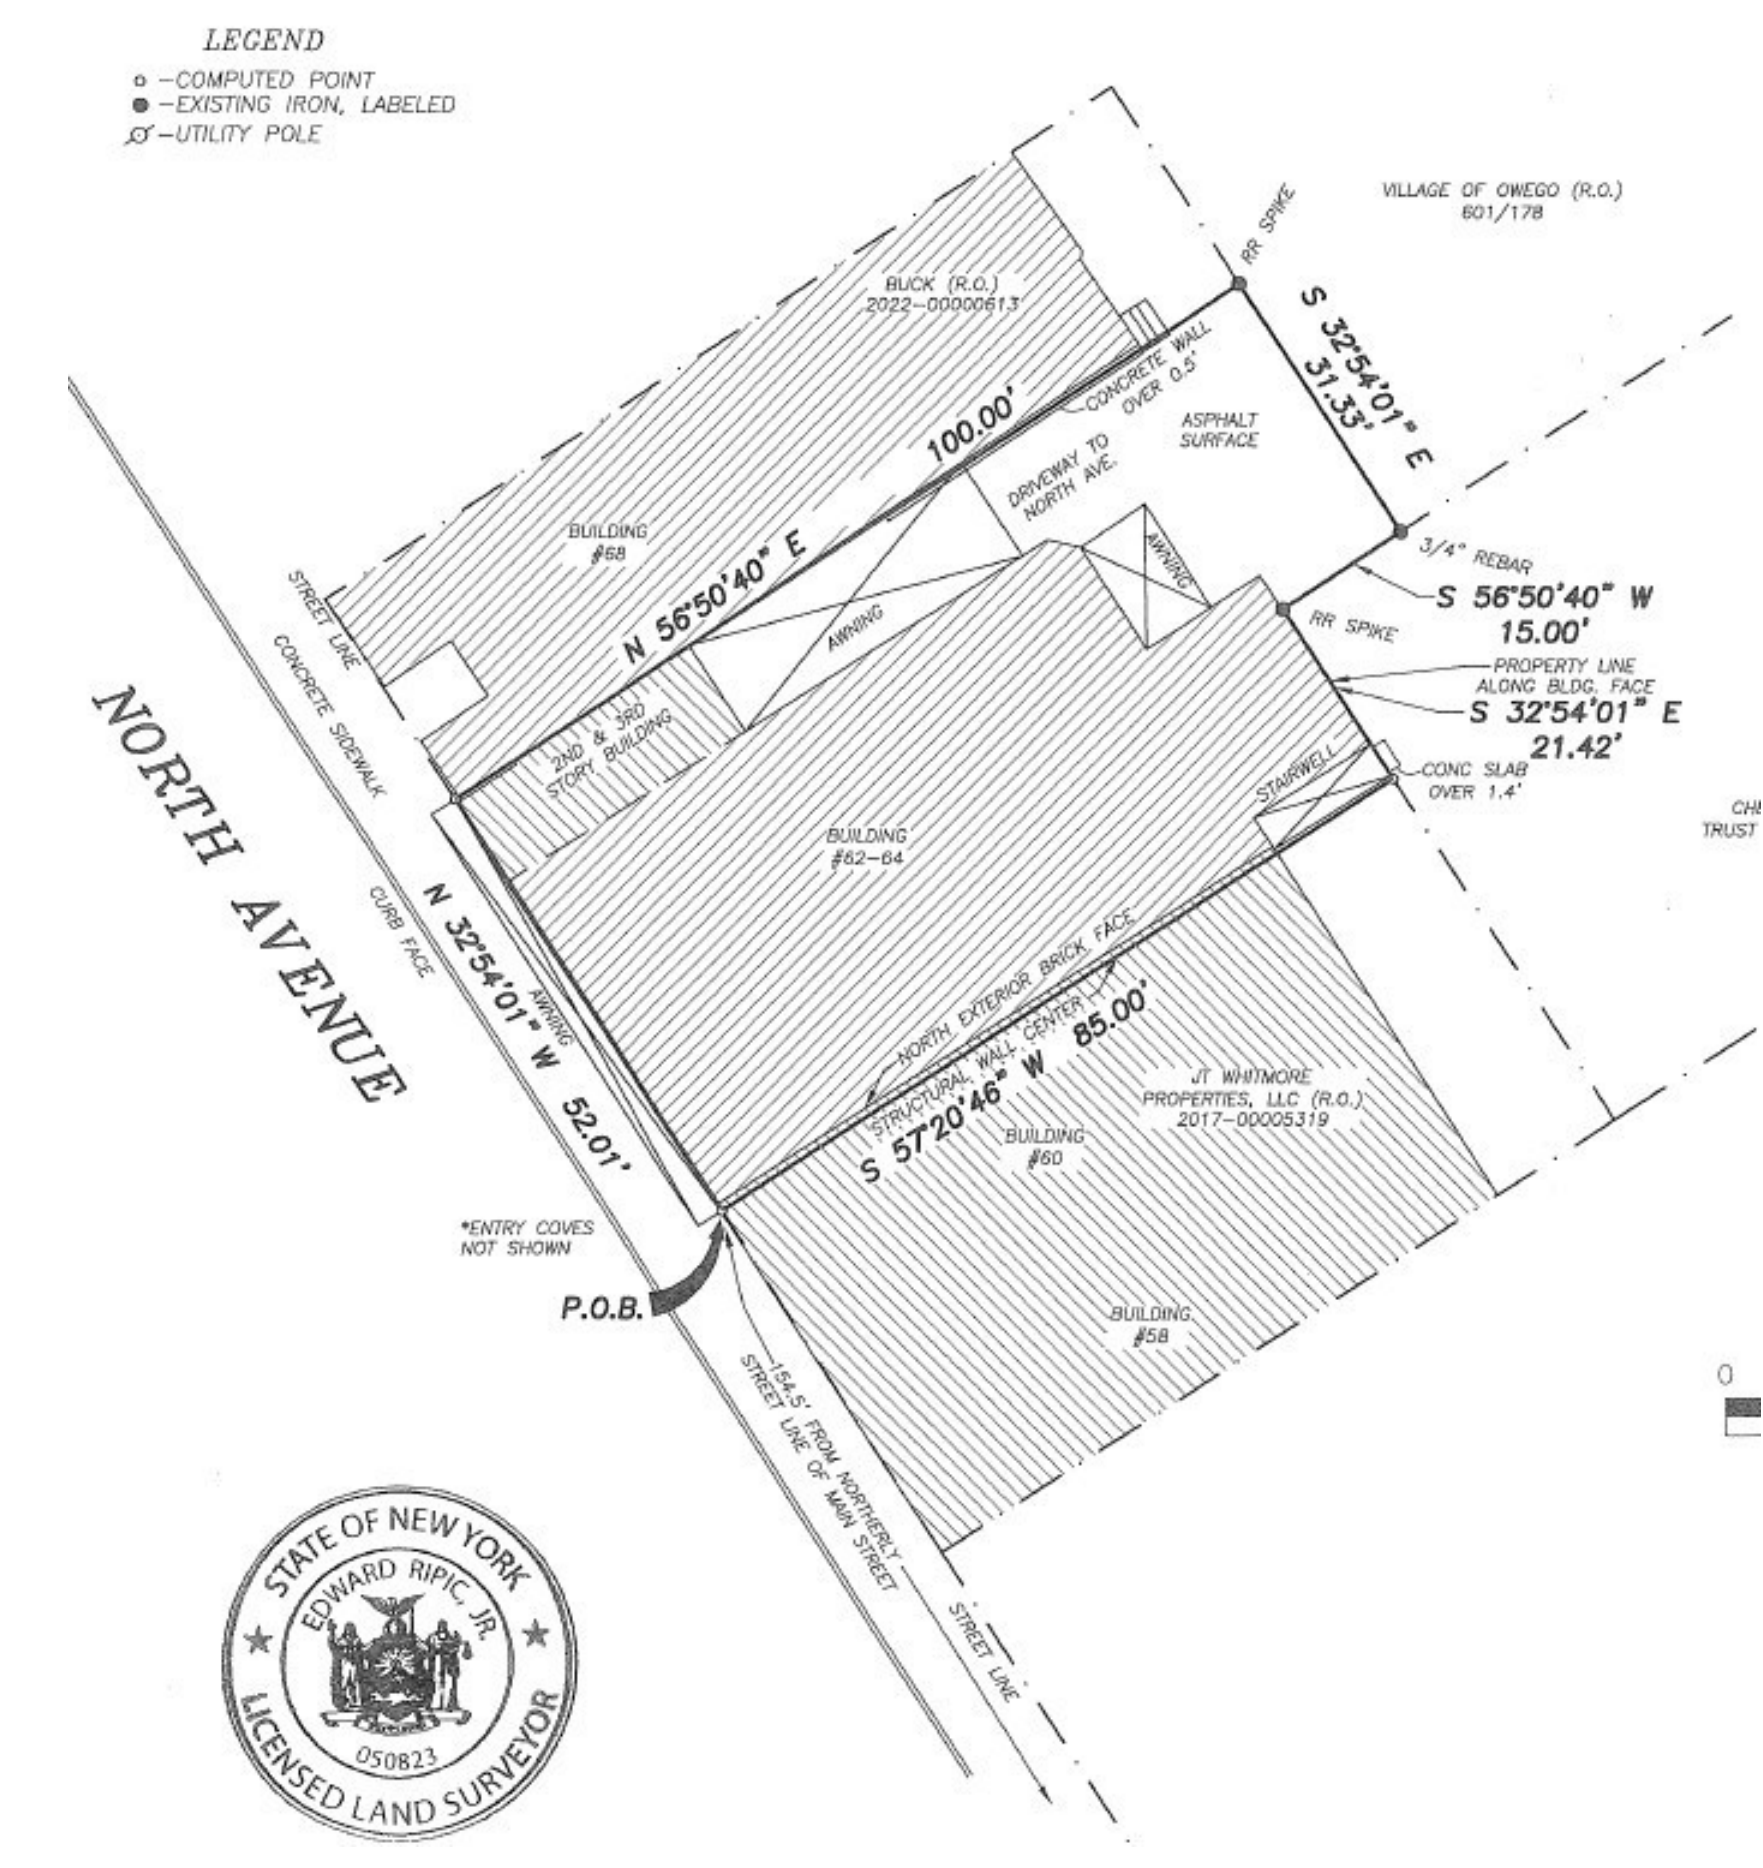 LEGEND
-COMPUTED POINT
-EXISTING IRON, LABELED
-UTILITY POLE
VILLAGE OF OWEGO (R.O.)
601/178
RR SPIKE
S 32°54'01" E
31.33'
BUCK (R.O.)
2022-00000613
CONCRETE WALL
OVER 0.5'
100.00'
ASPHALT
SURFACE
DRIVEWAY TO
NORTH AVE.
BUILDING
#68
N 56°50'40" E
AWNING
AWNING
3/4" REBAR
S 56°50'40" W
15.00'
RR SPIKE
PROPERTY LINE
ALONG BLDG. FACE
S 32°54'01" E
21.42'
STREET LINE
CONCRETE SIDEWALK
2ND & 3RD
STORY BUILDING
STAIRWELL
CONC SLAB
OVER 1.4'
TRUST
BUILDING
#62-64
NORTH AVENUE
CURB FACE
N 32°54'01" W 52.01'
AWNING
NORTH EXTERIOR BRICK FACE
STRUCTURAL WALL CENTER
S 57°20'46" W 85.00'
JT WHITMORE
PROPERTIES, LLC (R.O.)
2017-00005319
BUILDING
#60
*ENTRY COVES
NOT SHOWN
P.O.B.
BUILDING
#58
154.5' FROM NORTHERLY
STREET LINE OF MAIN STREET
STREET LINE
0
STATE OF NEW YORK
EDWARD RIPIC, JR.
050823
LICENSED LAND SURVEYOR